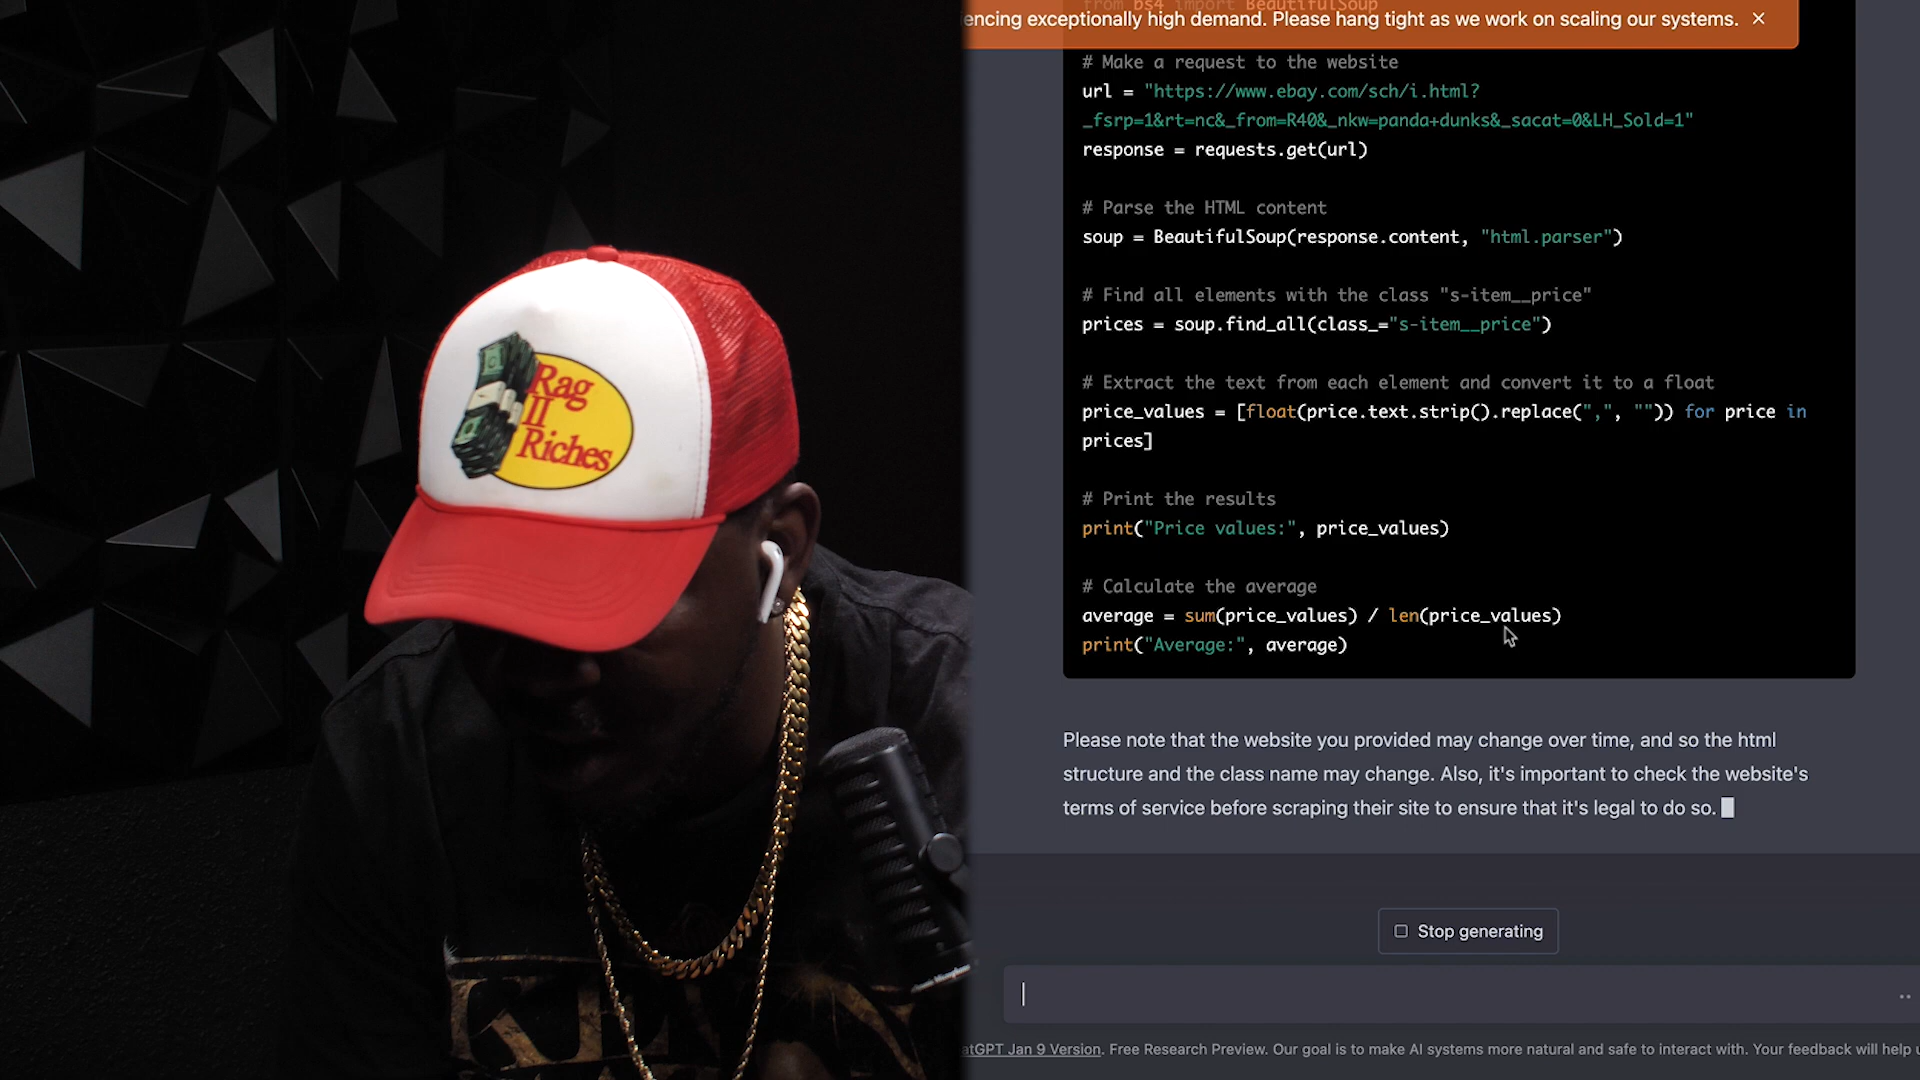 Rag
II
Riches
from bs4 import BeautifulSoup
encing exceptionally high demand. Please hang tight as we work on scaling our systems. ×
# Make a request to the website
url = "https://www.ebay.com/sch/i.html?
_fsrp=1&rt=nc&_from=R40&_nkw=panda+dunks&_sacat=0&LH_Sold=1"
response = requests.get(url)
# Parse the HTML content
soup = BeautifulSoup(response.content, "html.parser")
# Find all elements with the class "s-item__price"
prices = soup.find_all(class_="s-item__price")
# Extract the text from each element and convert it to a float
price_values = [float(price.text.strip().replace(",", "")) for price in
prices]
# Print the results
print("Price values:", price_values)
# Calculate the average
average = sum(price_values) / len(price_values)
print("Average:", average)
Please note that the website you provided may change over time, and so the html
structure and the class name may change. Also, it's important to check the website's
terms of service before scraping their site to ensure that it's legal to do so.
Stop generating
atGPT Jan 9 Version. Free Research Preview. Our goal is to make AI systems more natural and safe to interact with. Your feedback will help u